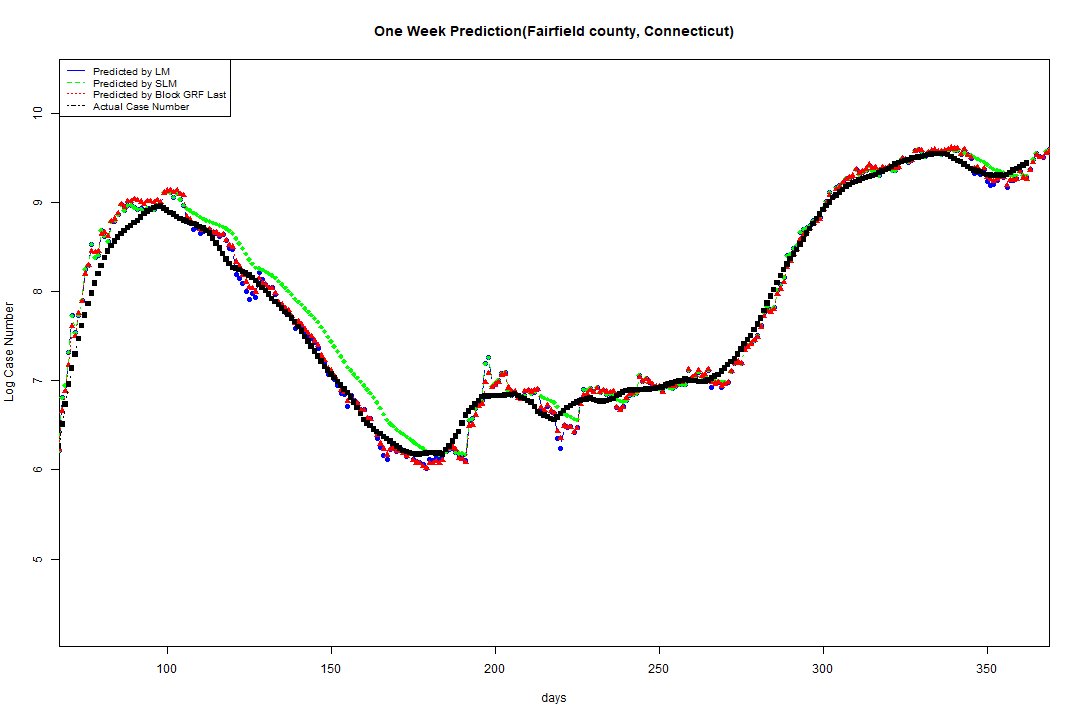 One Week Prediction(Fairfield county, Connecticut)
Predicted by LM
Predicted by SLM
Predicted by Block GRF Last
Actual Case Number
Log Case Number
10
9
8
7
6
5
100 150 200 250 300 350
days